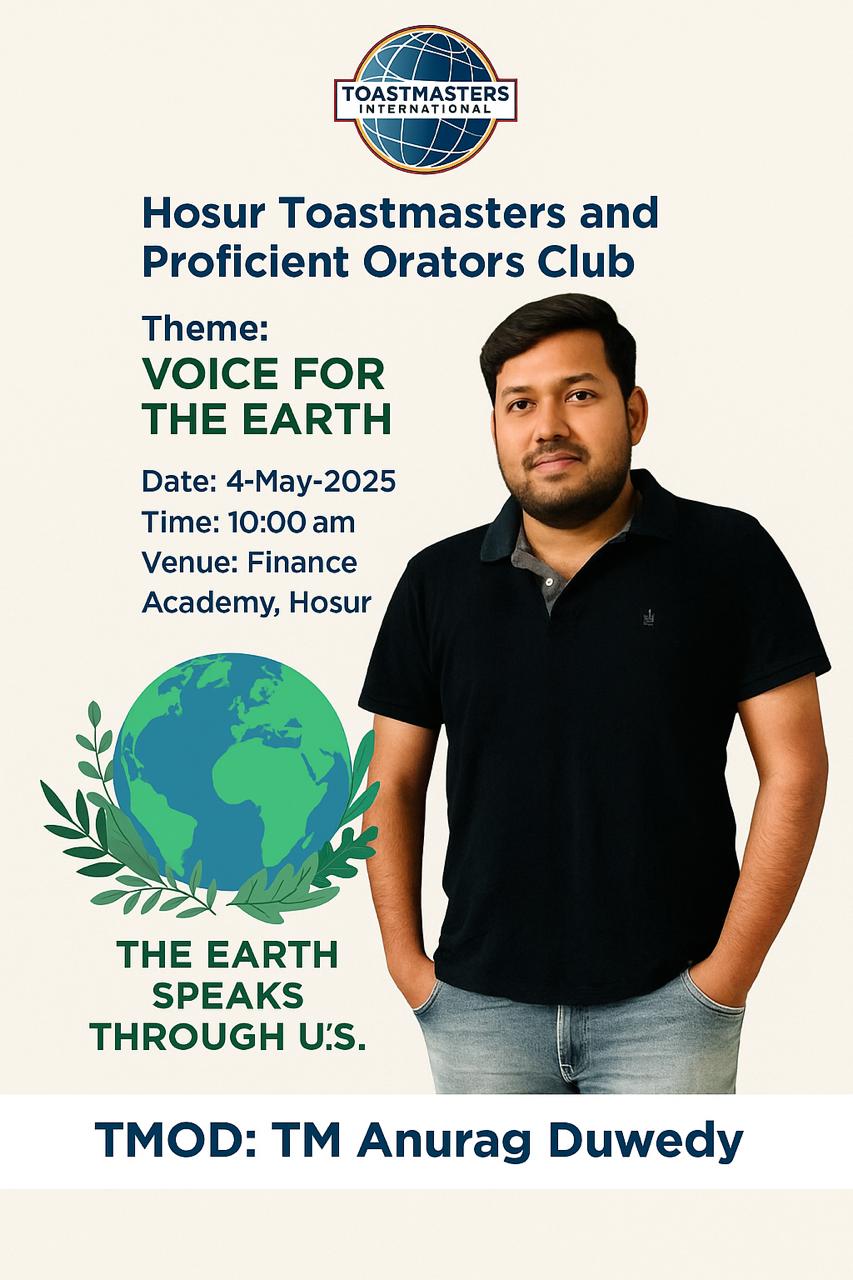 TOASTMASTERS
INTERNATIONAL
Hosur Toastmasters and
Proficient Orators Club
Theme:
VOICE FOR
THE EARTH
Date: 4-May-2025
Time: 10:00 am
Venue: Finance
Academy, Hosur
THE EARTH
SPEAKS
THROUGH U.'S.
TMOD: TM Anurag Duwedy